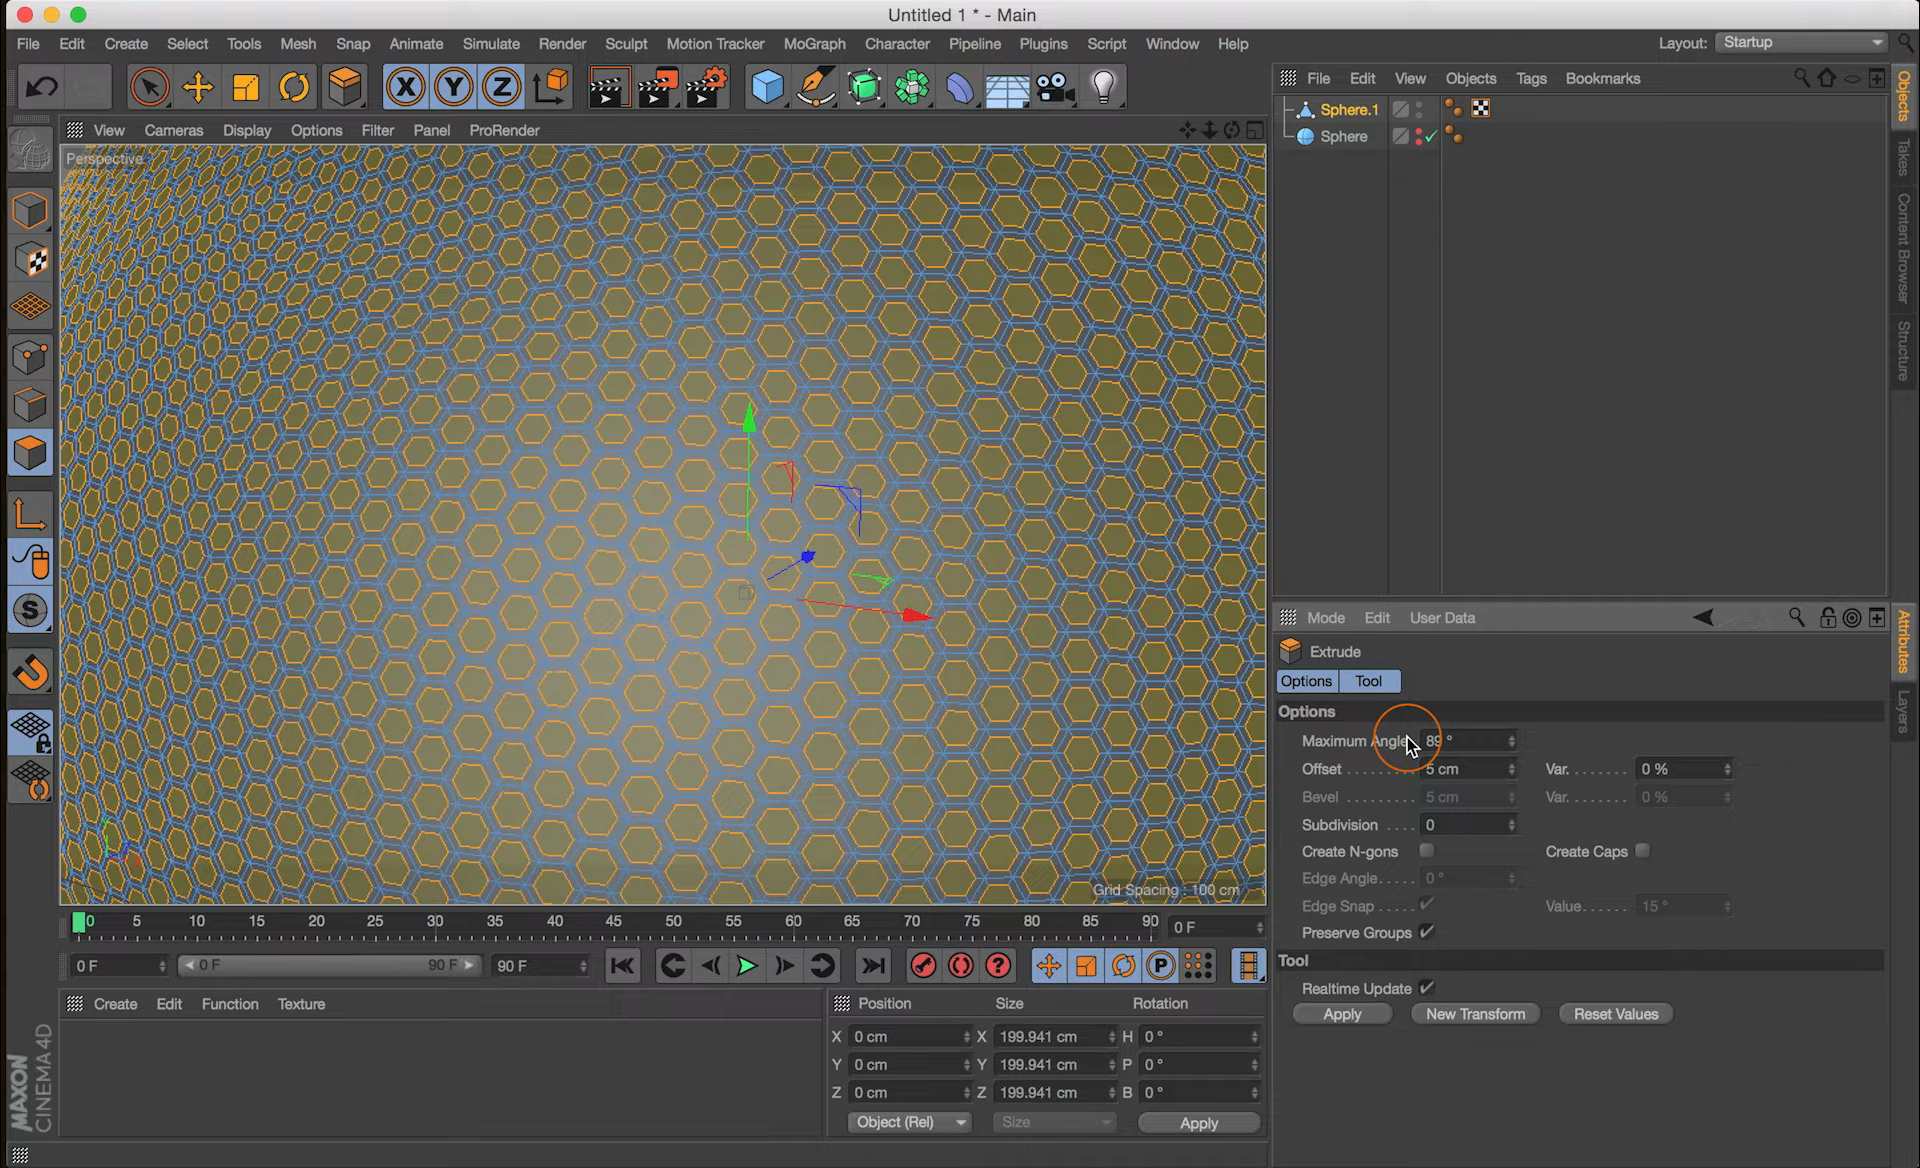 Untitled 1 * - Main
File Edit Create Select Tools Mesh Snap Animate Simulate Render Sculpt Motion Tracker MoGraph Character Pipeline Plugins Script Window Help
Layout: Startup
X Y Z
File Edit View Objects Tags Bookmarks
View Cameras Display Options Filter Panel ProRender
Sphere.1
Sphere
Perspective
Objects
Takes
Content Browser
Structure
S
Grid Spacing : 100 cm
Mode Edit User Data
Attributes
Layers
Extrude
Options Tool
Options
Maximum Angle 89 °
Offset 5 cm Var. 0 %
Bevel 5 cm Var. 0 %
Subdivision 0
Create N-gons Create Caps
Edge Angle 0 °
Edge Snap Value 15 °
Preserve Groups
Tool
Realtime Update
Apply New Transform Reset Values
0 5 10 15 20 25 30 35 40 45 50 55 60 65 70 75 80 85 90 0 F
0 F 0 F 90 F 90 F ? P
Create Edit Function Texture
Position Size Rotation
X 0 cm X 199.941 cm H 0 °
Y 0 cm Y 199.941 cm P 0 °
Z 0 cm Z 199.941 cm B 0 °
Object (Rel) Size Apply
MAXON
CINEMA 4D